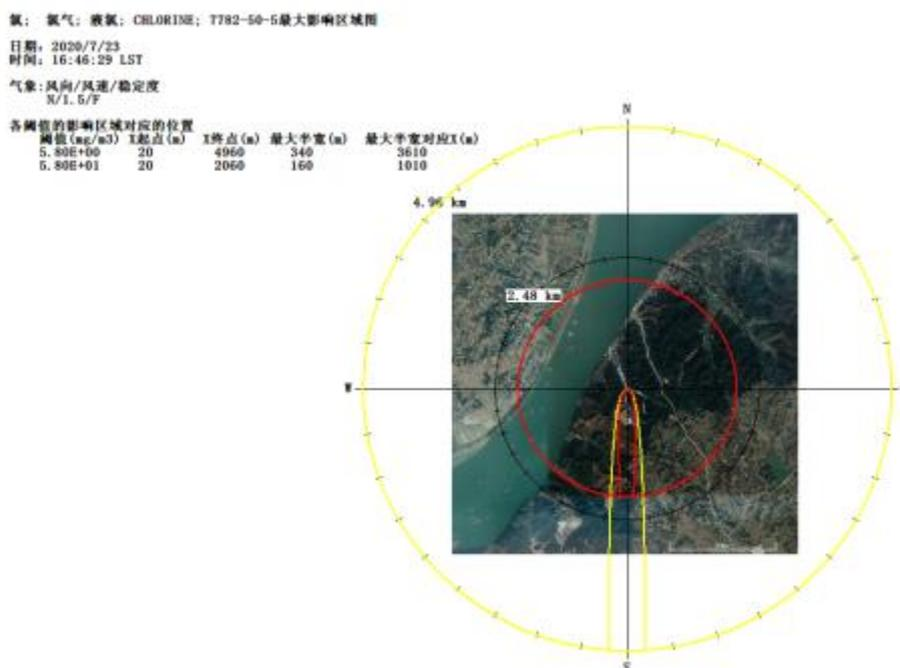 氯; 氯气; 液氯; CHLORINE; 7782-50-5最大影响区域图
日期: 2020/7/23
时间: 16:46:29 LST
气象:风向/风速/稳定度
N/1.5/F
各阈值的影响区域对应的位置
阈值(mg/m3) X起点(m) X终点(m) 最大半宽(m) 最大半宽对应X(m)
5.80E+00 20 4960 340 3610
5.80E+01 20 2060 160 1010
N
4.96 km
2.48 km
W
S